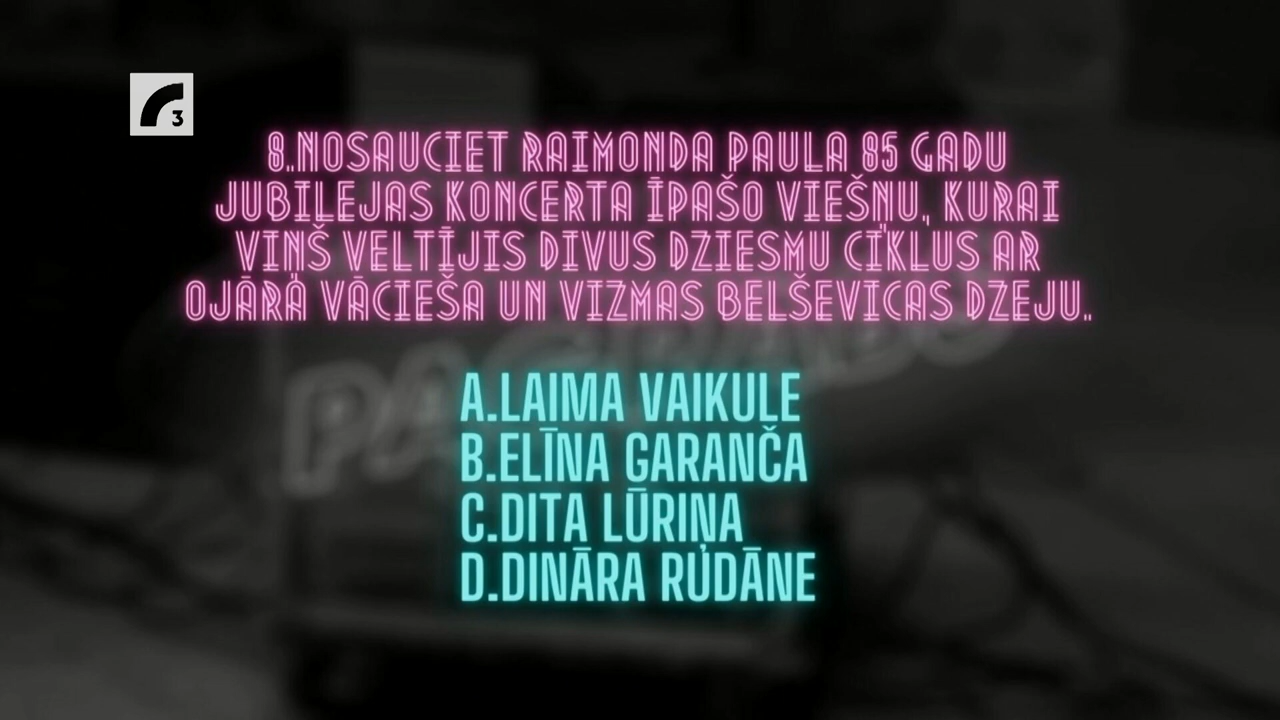 3
8.NOSAUCIET RAIMONDA PAULA 85 GADU
JUBILEJAS KONCERTA ĪPAŠO VIEŠŅU, KURAI
VIŅŠ VELTĪJIS DIVUS DZIESMU CIKLUS AR
OJĀRA VĀCIEŠA UN VIZMAS BELŠEVICAS DZEJU.
A.LAIMA VAIKULE
B.ELĪNA GARANČA
C.DITA LŪRIŅA
D.DINĀRA RUDĀNE